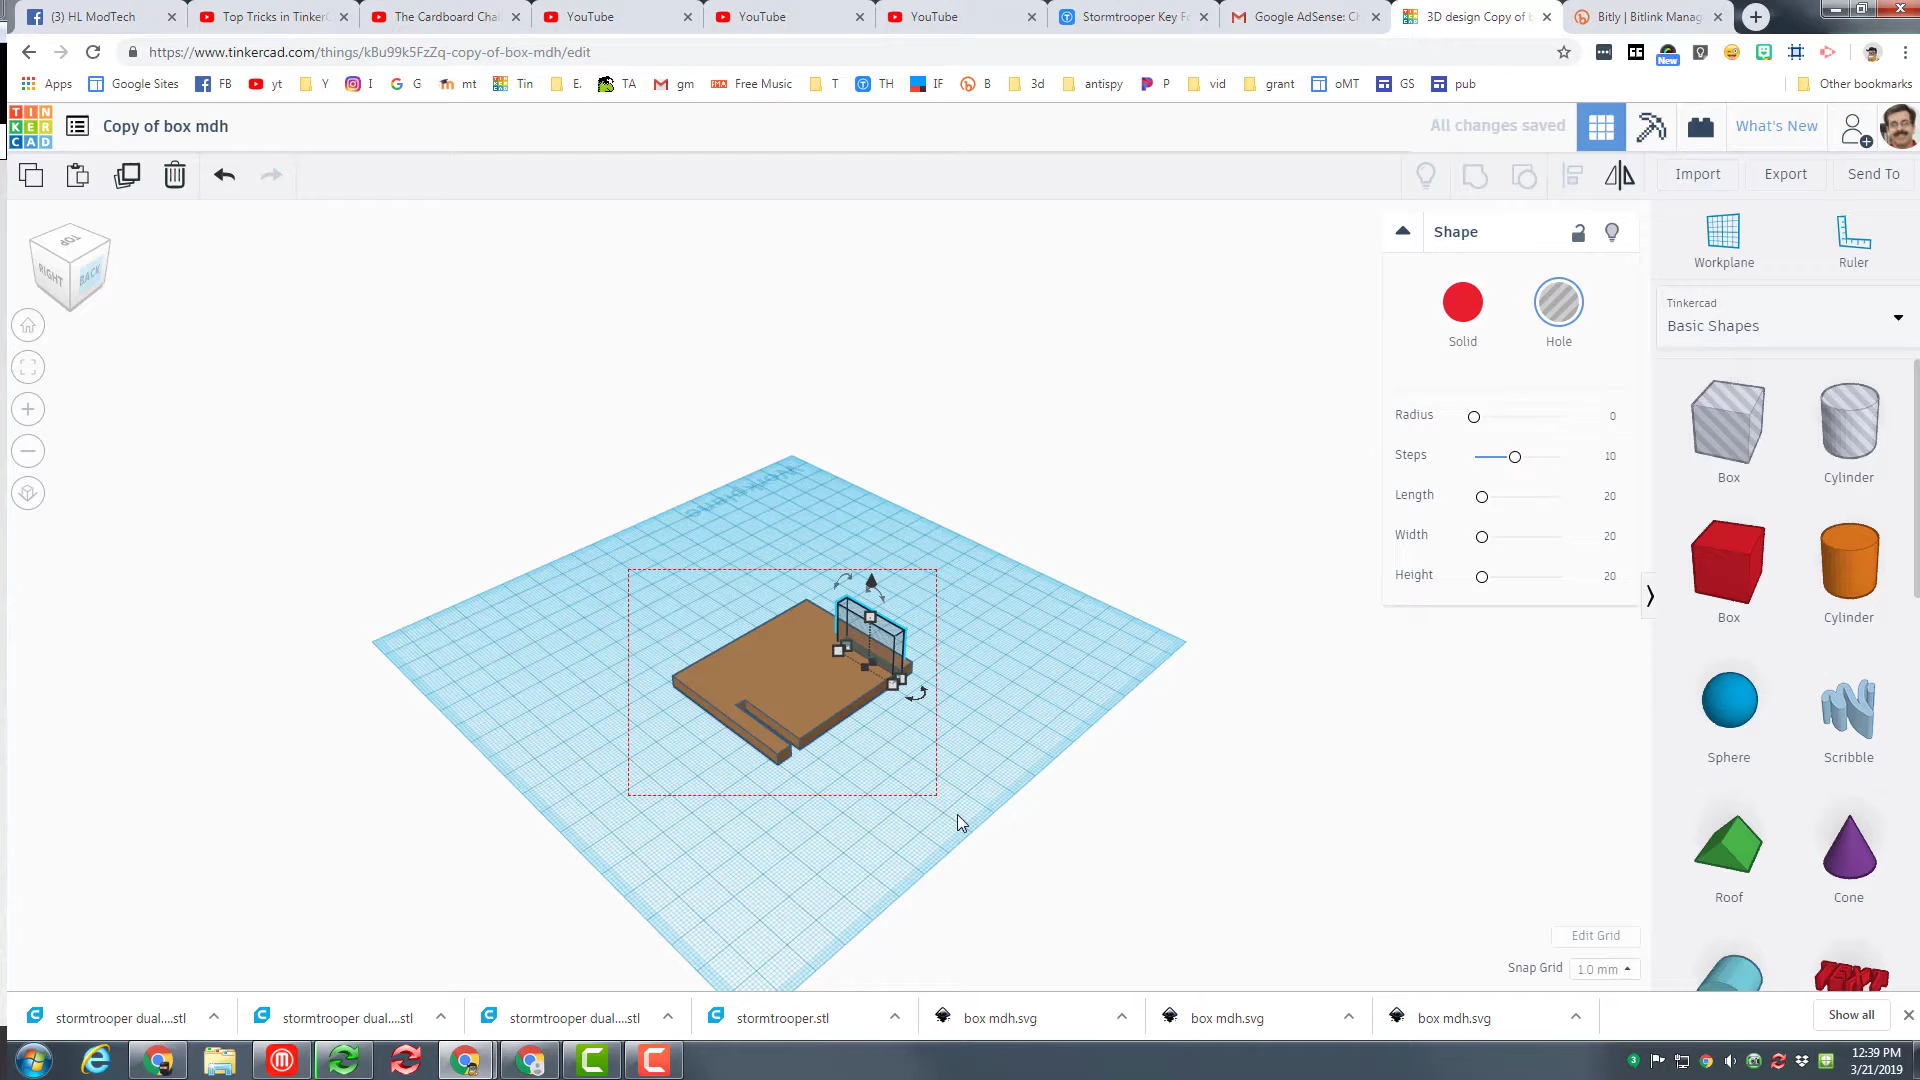 (3) HL ModTech
Top Tricks in Tinker
The Cardboard Cha
YouTube
YouTube
YouTube
Stormtrooper Key F
Google AdSense: Ch
3D design Copy of b
Bitly | Bitlink Manag
https://www.tinkercad.com/things/kBu99k5FzZq-copy-of-box-mdh/edit
New
Apps
Google Sites
FB
yt
Y
I
G
mt
Tin
E.
TA
gm
Free Music
T
TH
IF
B
3d
antispy
P
vid
grant
oMT
GS
pub
Other bookmarks
TIN
KER
CAD
Copy of box mdh
All changes saved
What's New
Import
Export
Send To
TOP
RIGHT
BACK
Shape
Solid
Hole
Radius
0
Steps
10
Length
20
Width
20
Height
20
Workplane
Ruler
Tinkercad
Basic Shapes
Box
Cylinder
Box
Cylinder
Sphere
Scribble
Roof
Cone
TEXT
Workplane
Edit Grid
Snap Grid
1.0 mm
stormtrooper dual....stl
stormtrooper dual....stl
stormtrooper dual....stl
stormtrooper.stl
box mdh.svg
box mdh.svg
box mdh.svg
Show all
12:39 PM
3/21/2019